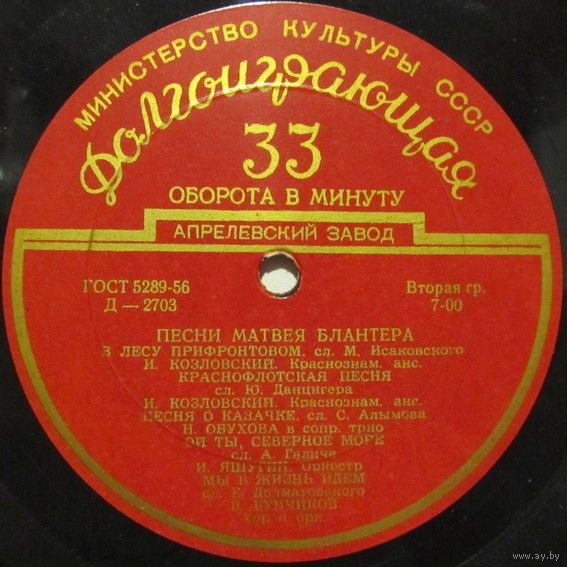 МИНИСТЕРСТВО КУЛЬТУРЫ СССР
Долгоиграющая
33
ОБОРОТА В МИНУТУ
АПРЕЛЕВСКИЙ ЗАВОД
ГОСТ 5289-56
Д — 2703
Вторая гр.
7-00
ПЕСНИ МАТВЕЯ БЛАНТЕРА
В ЛЕСУ ПРИФРОНТОВОМ, сл. М. Исаковского
И. КОЗЛОВСКИЙ, Краснознам. анс.
КРАСНОФЛОТСКАЯ ПЕСНЯ
сл. Ю. Данцигера
И. КОЗЛОВСКИЙ, Краснознам. анс.
ПЕСНЯ О КАЗАЧКЕ, сл. С. Алымова
Н. ОБУХОВА в сопр. трио
ОЙ ТЫ, СЕВЕРНОЕ МОРЕ
сл. А. Галича
И. ЯШУГИН, Оркестр
МЫ В ЖИЗНЬ ИДЕМ
сл. Е. Долматовского
В. БУНЧИКОВ
Хор и орк.
www.ay.by